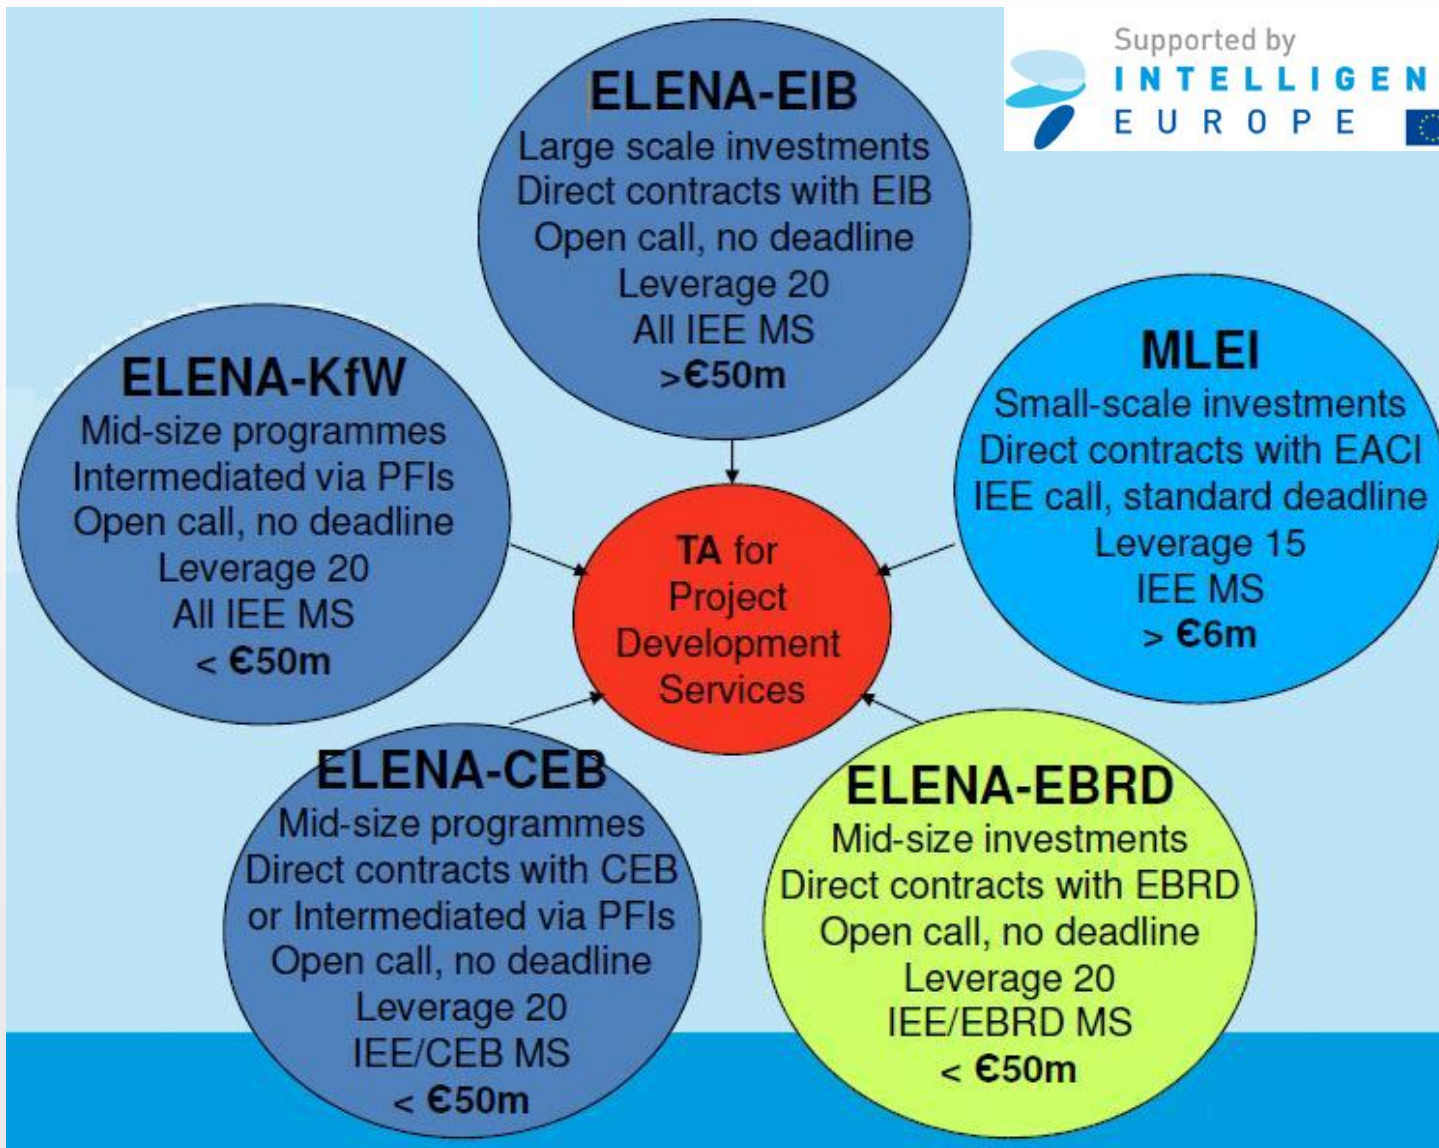 Supported by
INTELLIGEN
EUROPE
ELENA-EIB
Large scale investments
Direct contracts with EIB
Open call, no deadline
Leverage 20
All IEE MS
>€50m
ELENA-KfW
Mid-size programmes
Intermediated via PFIs
Open call, no deadline
Leverage 20
All IEE MS
< €50m
MLEI
Small-scale investments
Direct contracts with EACI
IEE call, standard deadline
Leverage 15
IEE MS
> €6m
TA for
Project
Development
Services
ELENA-CEB
Mid-size programmes
Direct contracts with CEB
or Intermediated via PFIs
Open call, no deadline
Leverage 20
IEE/CEB MS
< €50m
ELENA-EBRD
Mid-size investments
Direct contracts with EBRD
Open call, no deadline
Leverage 20
IEE/EBRD MS
< €50m